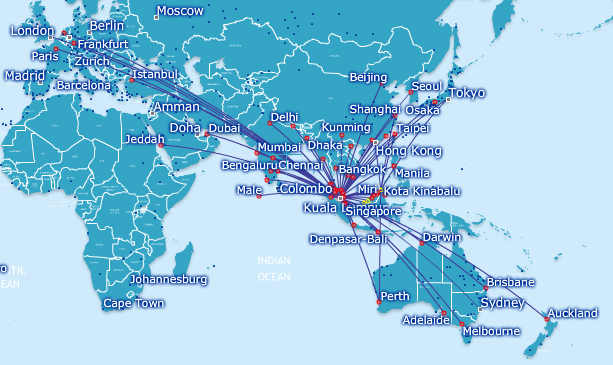 Moscow
London
Berlin
Frankfurt
Paris
Zurich
Madrid
Barcelona
Istanbul
Beijing
Seoul
Tokyo
Osaka
Shanghai
Amman
Doha
Dubai
Delhi
Kunming
Taipei
Jeddah
Mumbai
Dhaka
Hong Kong
Bengaluru
Chennai
Bangkok
Manila
Male
Colombo
Miri
Kota Kinabalu
Kuala
Singapore
Denpasar-Bali
Darwin
INDIAN
OCEAN
TIC
EAN
Johannesburg
Cape Town
Perth
Brisbane
Sydney
Adelaide
Melbourne
Auckland